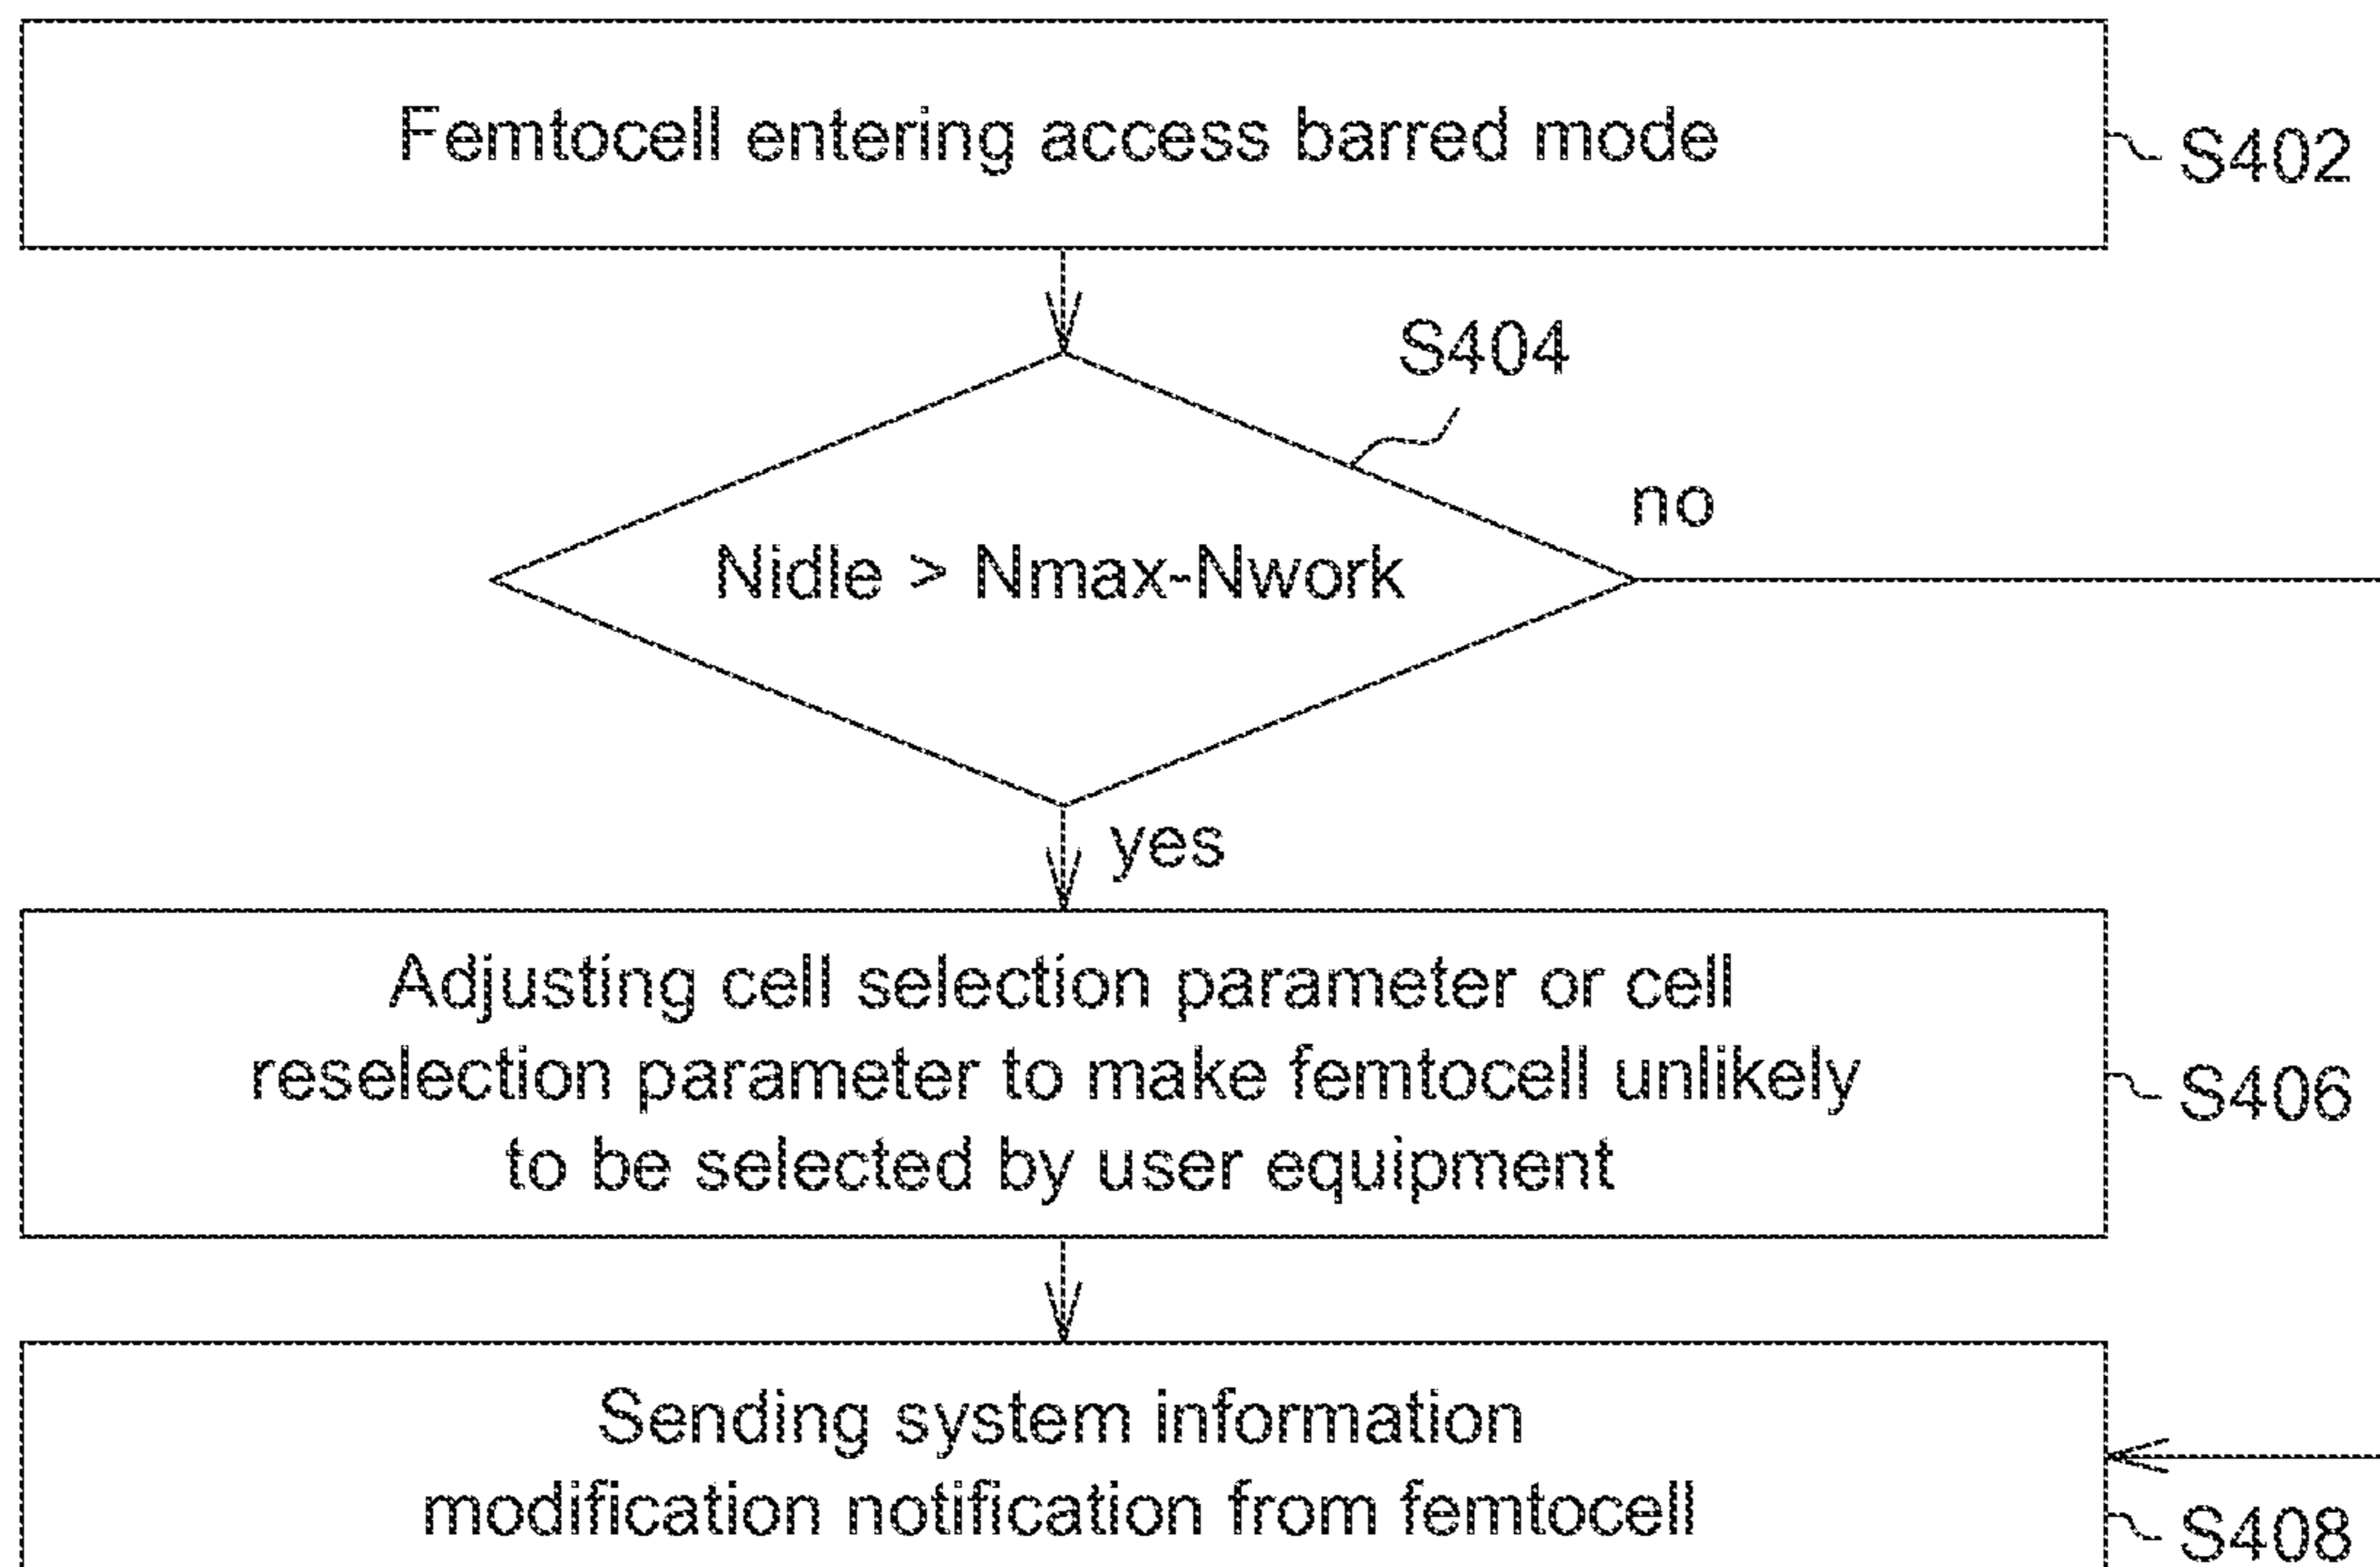 Femtocell entering access barred mode
S402
S404
no
Nidle > Nmax-Nwork
yes
Adjusting cell selection parameter or cell
reselection parameter to make femtocell unlikely
to be selected by user equipment
S406
Sending system information
modification notification from femtocell
S408